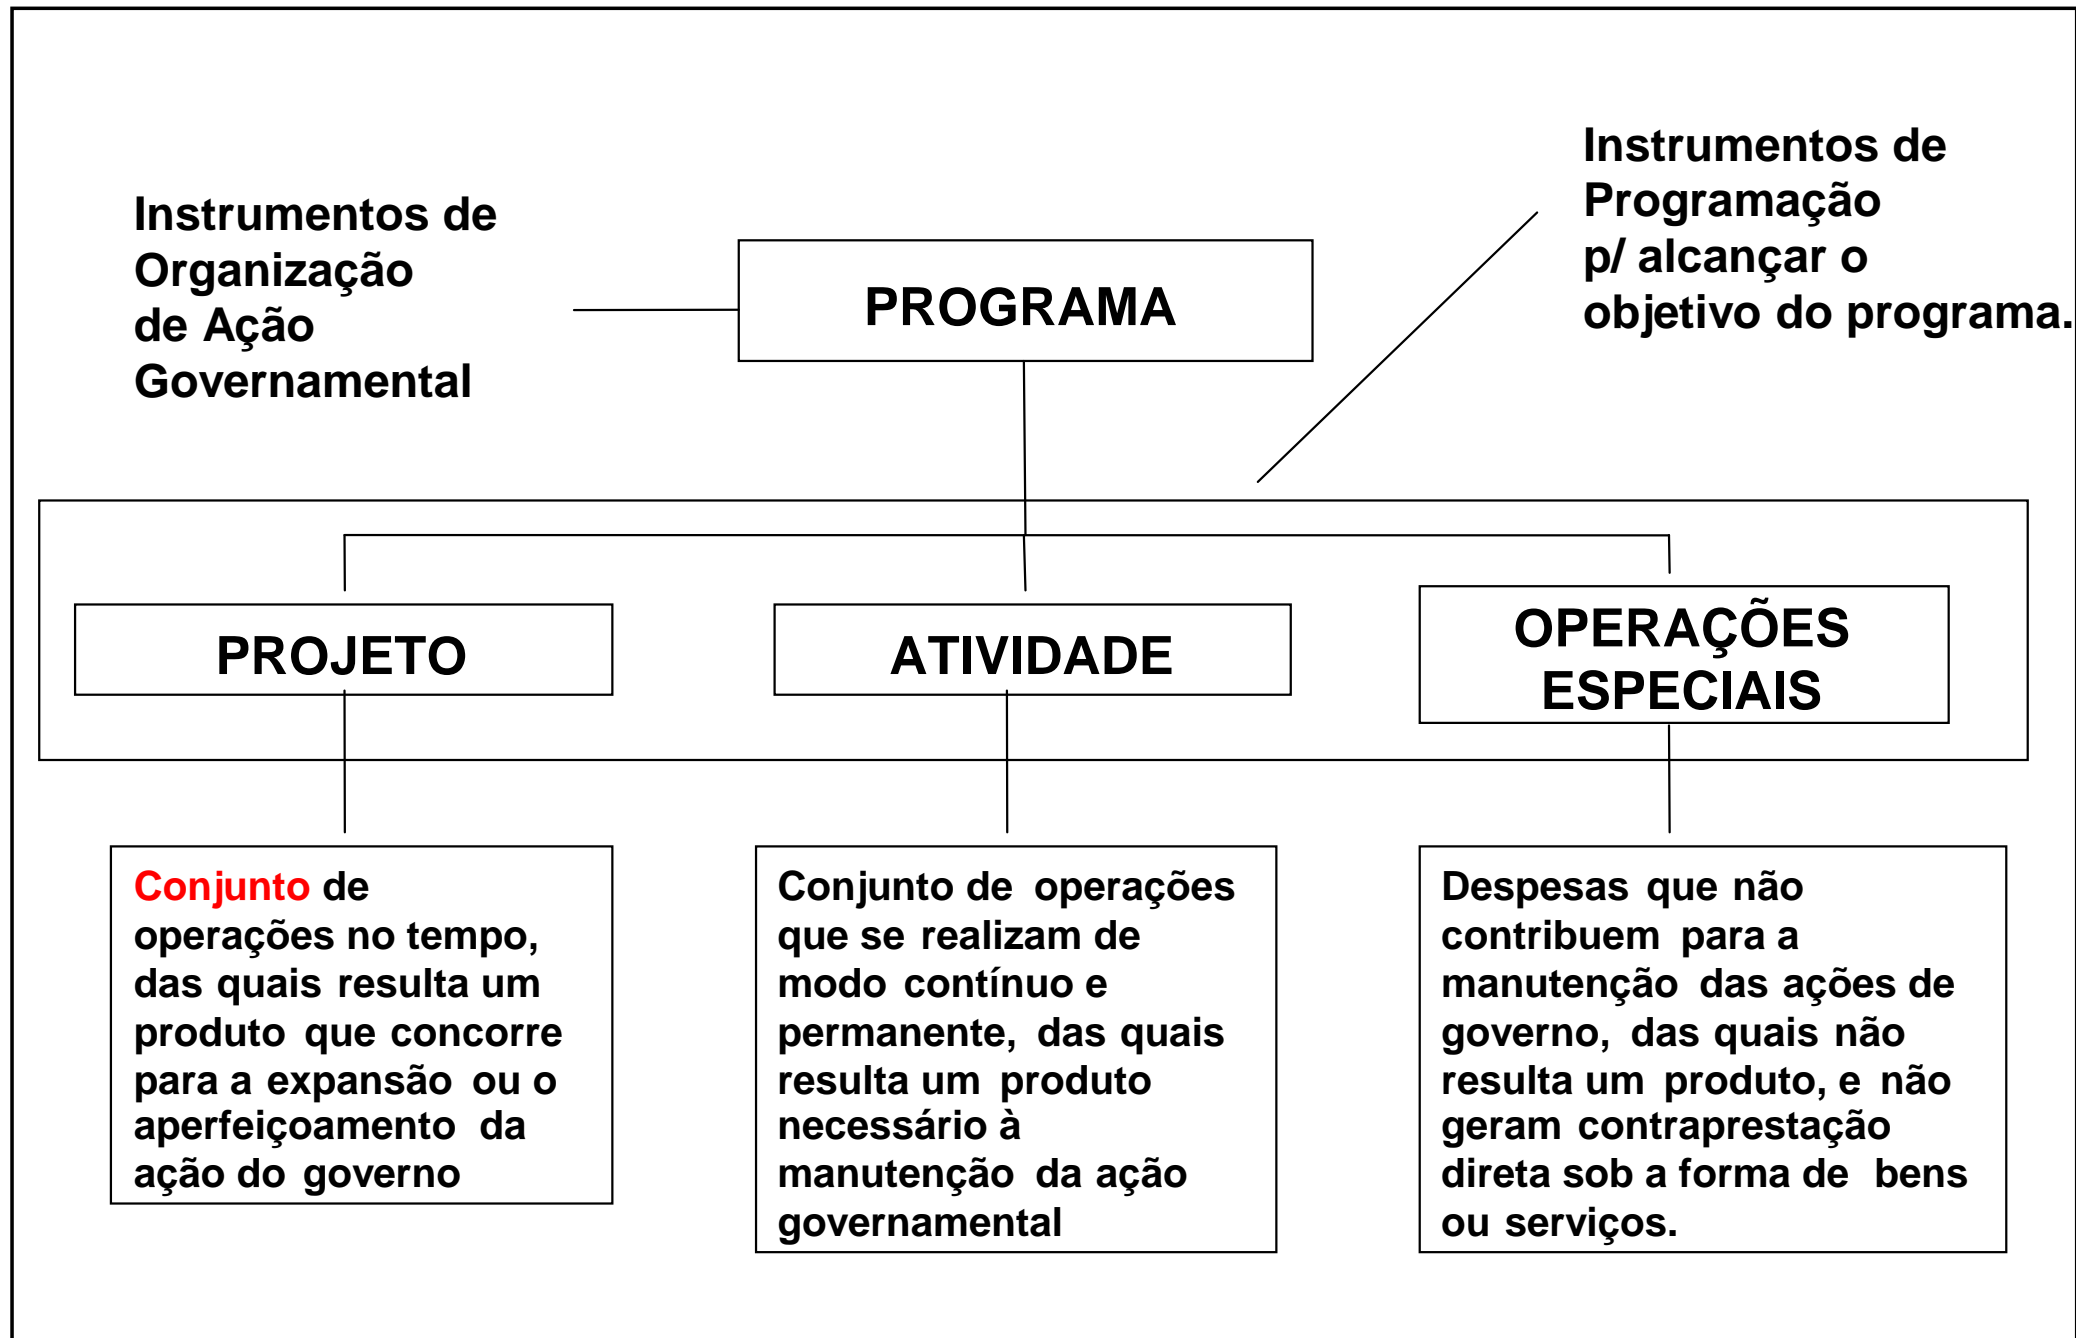 Instrumentos de
Organização
de Ação
Governamental
PROGRAMA
Instrumentos de
Programação
p/ alcançar o
objetivo do programa.
PROJETO
ATIVIDADE
OPERAÇÕES
ESPECIAIS
Conjunto de
operações no tempo,
das quais resulta um
produto que concorre
para a expansão ou o
aperfeiçoamento da
ação do governo
Conjunto de operações
que se realizam de
modo contínuo e
permanente, das quais
resulta um produto
necessário à
manutenção da ação
governamental
Despesas que não
contribuem para a
manutenção das ações de
governo, das quais não
resulta um produto, e não
geram contraprestação
direta sob a forma de bens
ou serviços.